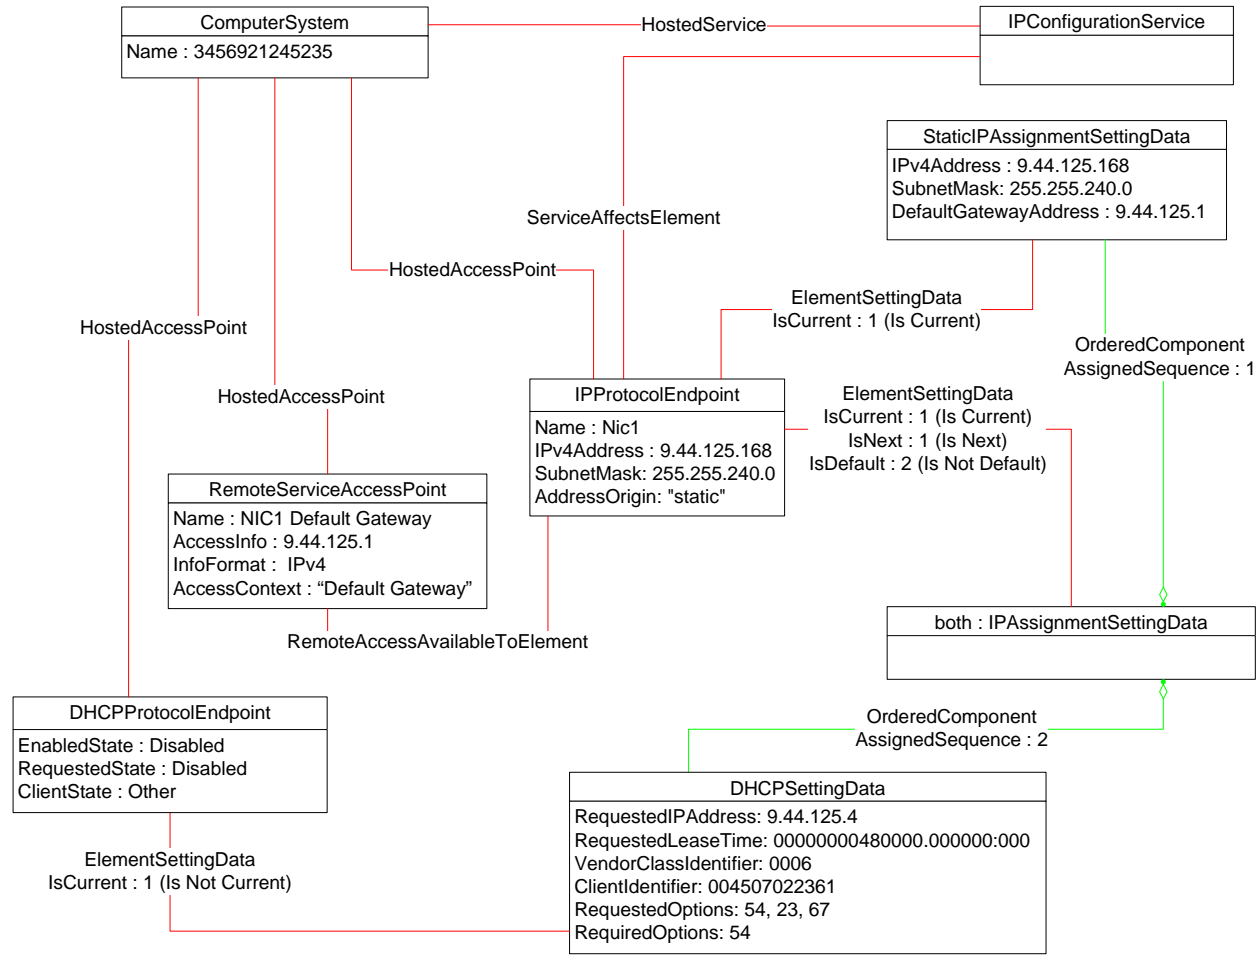 ComputerSystem
Name : 3456921245235
HostedService
IPConfigurationService
StaticIPAssignmentSettingData
IPv4Address : 9.44.125.168
SubnetMask: 255.255.240.0
DefaultGatewayAddress : 9.44.125.1
ServiceAffectsElement
HostedAccessPoint
ElementSettingData
IsCurrent : 1 (Is Current)
HostedAccessPoint
OrderedComponent
AssignedSequence : 1
HostedAccessPoint
IPProtocolEndpoint
Name : Nic1
IPv4Address : 9.44.125.168
SubnetMask: 255.255.240.0
AddressOrigin: "static"
ElementSettingData
IsCurrent : 1 (Is Current)
IsNext : 1 (Is Next)
IsDefault : 2 (Is Not Default)
RemoteServiceAccessPoint
Name : NIC1 Default Gateway
AccessInfo : 9.44.125.1
InfoFormat :  IPv4
AccessContext : “Default Gateway”
RemoteAccessAvailableToElement
both : IPAssignmentSettingData
DHCPProtocolEndpoint
EnabledState : Disabled
RequestedState : Disabled
ClientState : Other
OrderedComponent
AssignedSequence : 2
DHCPSettingData
RequestedIPAddress: 9.44.125.4
RequestedLeaseTime: 00000000480000.000000:000
VendorClassIdentifier: 0006
ClientIdentifier: 004507022361
RequestedOptions: 54, 23, 67
RequiredOptions: 54
ElementSettingData
IsCurrent : 1 (Is Not Current)